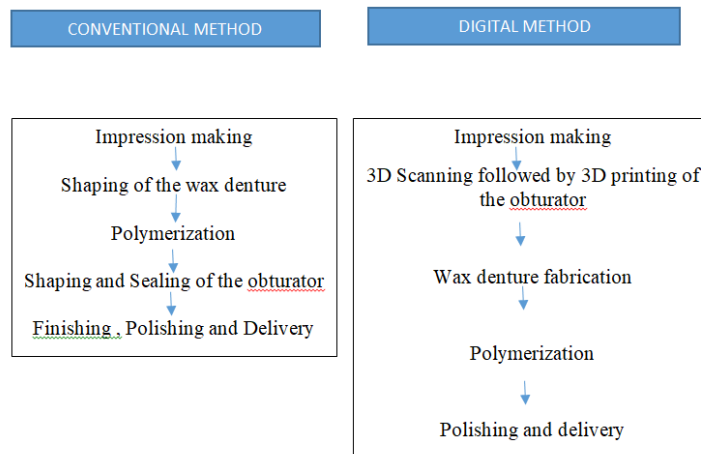 CONVENTIONAL METHOD
Impression making
Shaping of the wax denture
Polymerization
Shaping and Sealing of the obturator
Finishing , Polishing and Delivery
DIGITAL METHOD
Impression making
3D Scanning followed by 3D printing of
the obturator
Wax denture fabrication
Polymerization
Polishing and delivery